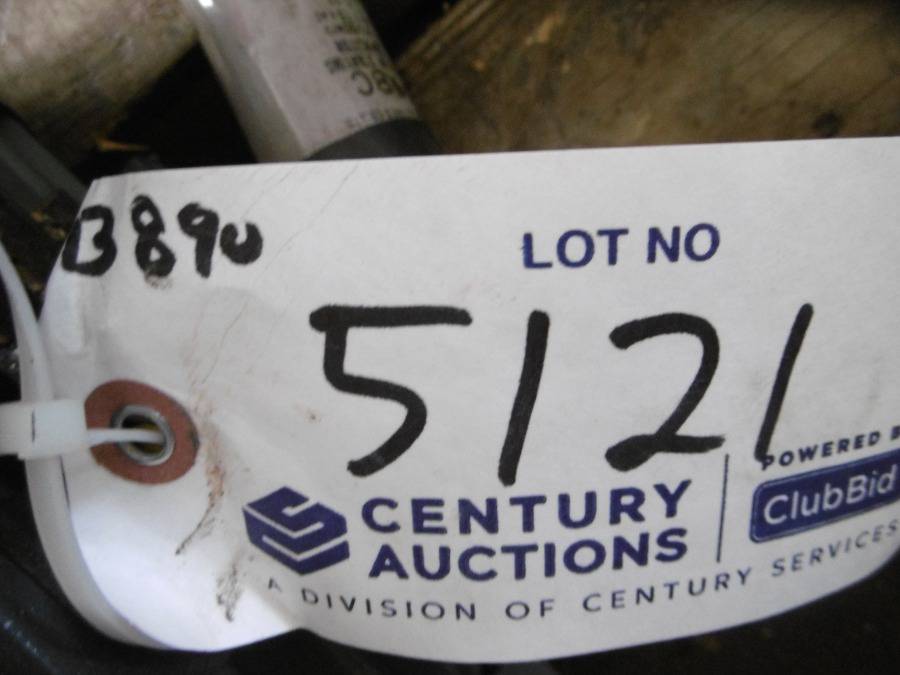 B890
LOT NO
5121
CENTURY
AUCTIONS
POWERED B
ClubBid
A DIVISION OF CENTURY SERVICES